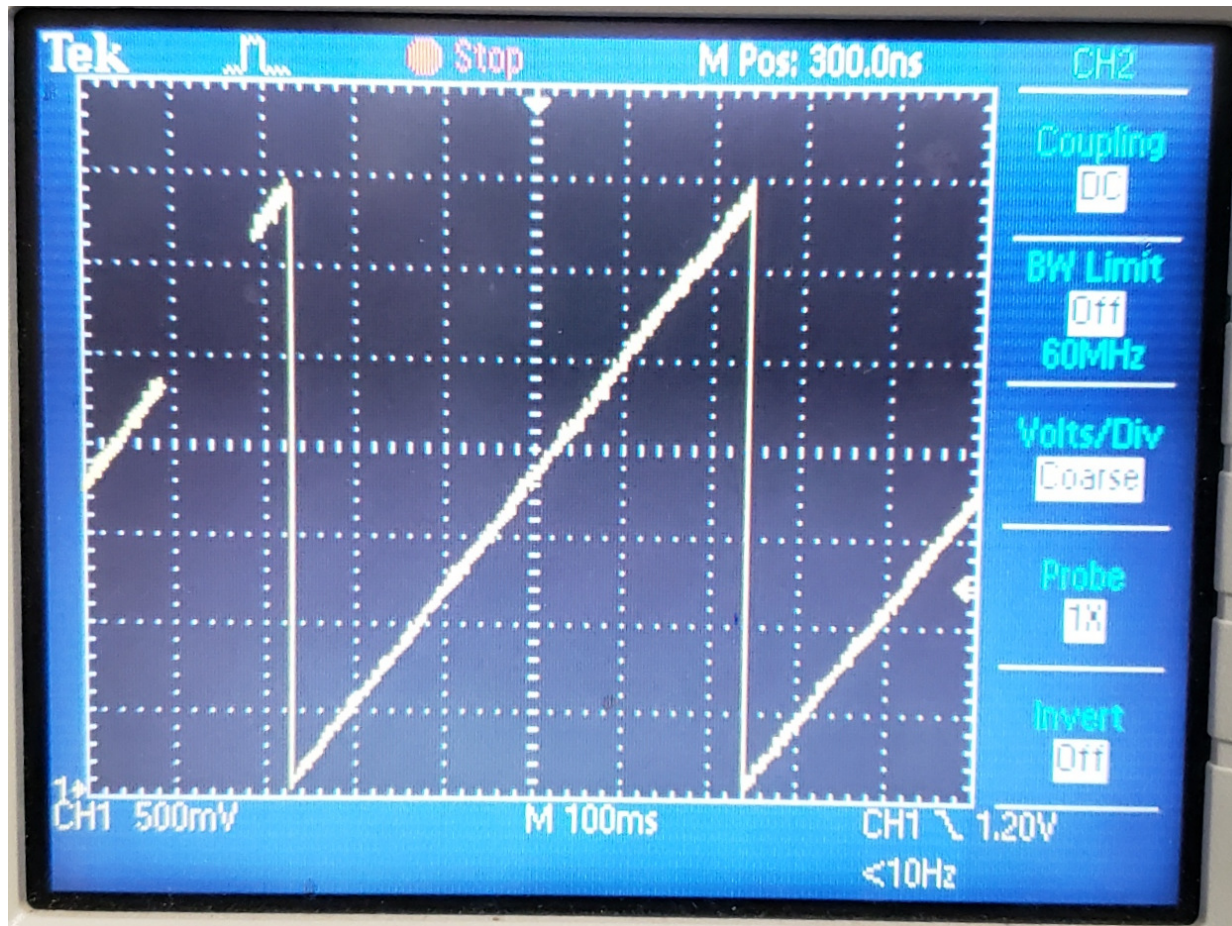 Tek Stop M Pos: 300.0ns CH2
Coupling
DC
BW Limit
Off
60MHz
Volts/Div
Coarse
Probe
1X
Invert
Off
1
CH1 500mV M 100ms CH1 1.20V
<10Hz